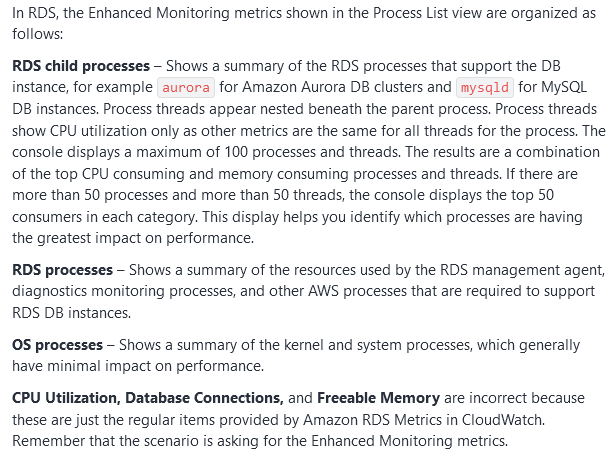 In RDS, the Enhanced Monitoring metrics shown in the Process List view are organized as
follows:
RDS child processes – Shows a summary of the RDS processes that support the DB
instance, for example aurora for Amazon Aurora DB clusters and mysqld for MySQL
DB instances. Process threads appear nested beneath the parent process. Process threads
show CPU utilization only as other metrics are the same for all threads for the process. The
console displays a maximum of 100 processes and threads. The results are a combination
of the top CPU consuming and memory consuming processes and threads. If there are
more than 50 processes and more than 50 threads, the console displays the top 50
consumers in each category. This display helps you identify which processes are having
the greatest impact on performance.
RDS processes – Shows a summary of the resources used by the RDS management agent,
diagnostics monitoring processes, and other AWS processes that are required to support
RDS DB instances.
OS processes – Shows a summary of the kernel and system processes, which generally
have minimal impact on performance.
CPU Utilization, Database Connections, and Freeable Memory are incorrect because
these are just the regular items provided by Amazon RDS Metrics in CloudWatch.
Remember that the scenario is asking for the Enhanced Monitoring metrics.